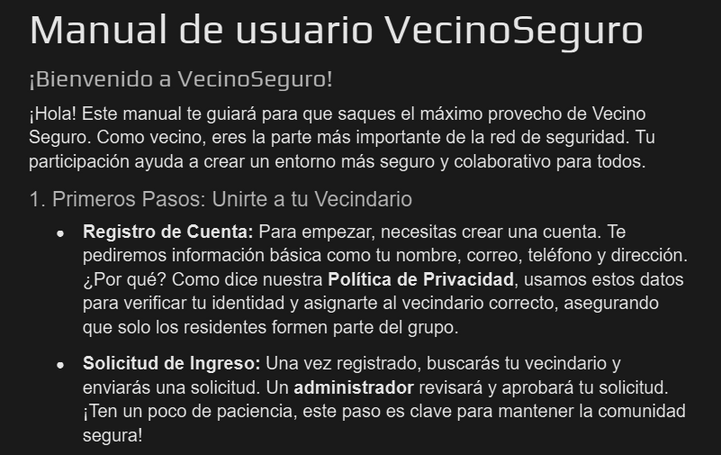 Manual de usuario VecinoSeguro
¡Bienvenido a VecinoSeguro!
¡Hola! Este manual te guiará para que saques el máximo provecho de Vecino
Seguro. Como vecino, eres la parte más importante de la red de seguridad. Tu
participación ayuda a crear un entorno más seguro y colaborativo para todos.
1. Primeros Pasos: Unirte a tu Vecindario
● Registro de Cuenta: Para empezar, necesitas crear una cuenta. Te
pediremos información básica como tu nombre, correo, teléfono y dirección.
¿Por qué? Como dice nuestra Política de Privacidad, usamos estos datos
para verificar tu identidad y asignarte al vecindario correcto, asegurando
que solo los residentes formen parte del grupo.
● Solicitud de Ingreso: Una vez registrado, buscarás tu vecindario y
enviarás una solicitud. Un administrador revisará y aprobará tu solicitud.
¡Ten un poco de paciencia, este paso es clave para mantener la comunidad
segura!